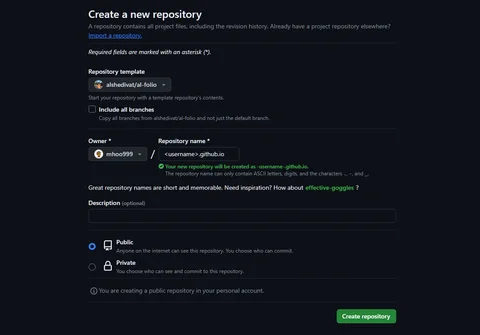 Create a new repository
A repository contains all project files, including the revision history. Already have a project repository elsewhere?
Import a repository.
Required fields are marked with an asterisk (*).
Repository template
alshedivat/al-folio
Start your repository with a template repository's contents.
Include all branches
Copy all branches from alshedivat/al-folio and not just the default branch.
Owner * Repository name *
mhoo999 / <username>.github.io
Your new repository will be created as -username-.github.io.
The repository name can only contain ASCII letters, digits, and the characters ., -, and _.
Great repository names are short and memorable. Need inspiration? How about effective-goggles ?
Description (optional)
Public
Anyone on the internet can see this repository. You choose who can commit.
Private
You choose who can see and commit to this repository.
You are creating a public repository in your personal account.
Create repository